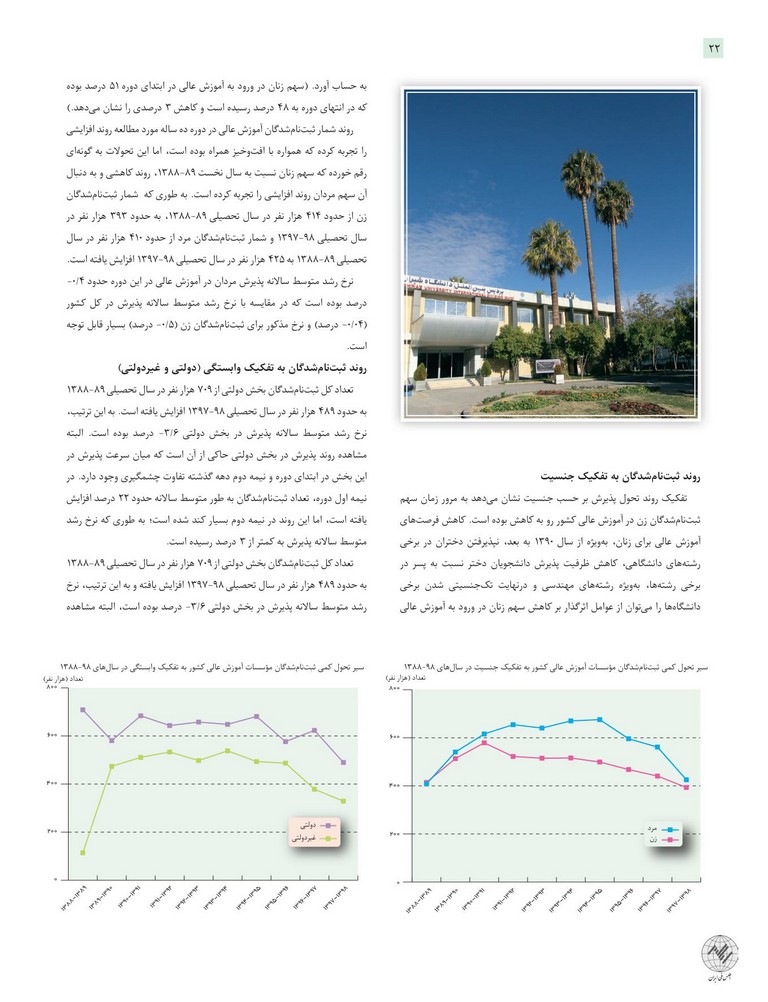 ۲۲
پردیس بین الملل دانشگاه شیراز
SHIRAZ UNIVERSITY INTERNATIONAL
روند ثبت‌نام‌شدگان به تفکیک جنسیت
تفکیک روند تحول پذیرش بر حسب جنسیت نشان می‌دهد به مرور زمان سهم
ثبت‌نام‌شدگان زن در آموزش عالی کشور رو به کاهش بوده است. کاهش فرصت‌های
آموزش عالی برای زنان، به‌ویژه از سال ۱۳۹۰ به بعد، نپذیرفتن دختران در برخی
رشته‌های دانشگاهی، کاهش ظرفیت پذیرش دانشجویان دختر نسبت به پسر در
برخی رشته‌ها، به‌ویژه رشته‌های مهندسی و درنهایت تک‌جنسیتی شدن برخی
دانشگاه‌ها را می‌توان از عوامل اثرگذار بر کاهش سهم زنان در ورود به آموزش عالی
به حساب آورد. (سهم زنان در ورود به آموزش عالی در ابتدای دوره ۵۱ درصد بوده
که در انتهای دوره به ۴۸ درصد رسیده است و کاهش ۳ درصدی را نشان می‌دهد.)
روند شمار ثبت‌نام‌شدگان آموزش عالی در دوره ده ساله مورد مطالعه روند افزایشی
را تجربه کرده که همواره با افت‌وخیز همراه بوده است، اما این تحولات به گونه‌ای
رقم خورده که سهم زنان نسبت به سال نخست ۸۹-۱۳۸۸، روند کاهشی و به دنبال
آن سهم مردان روند افزایشی را تجربه کرده است. به طوری که شمار ثبت‌نام‌شدگان
زن از حدود ۴۱۴ هزار نفر در سال تحصیلی ۸۹-۱۳۸۸، به حدود ۳۹۳ هزار نفر در
سال تحصیلی ۹۸-۱۳۹۷ و شمار ثبت‌نام‌شدگان مرد از حدود ۴۱۰ هزار نفر در سال
تحصیلی ۸۹-۱۳۸۸ به ۴۲۵ هزار نفر در سال تحصیلی ۹۸-۱۳۹۷ افزایش یافته است.
نرخ رشد متوسط سالانه پذیرش مردان در آموزش عالی در این دوره حدود ۰/۴-
درصد بوده است که در مقایسه با نرخ رشد متوسط سالانه پذیرش در کل کشور
(۰/۰۴- درصد) و نرخ مذکور برای ثبت‌نام‌شدگان زن (۰/۵- درصد) بسیار قابل توجه
است.
روند ثبت‌نام‌شدگان به تفکیک وابستگی (دولتی و غیردولتی)
تعداد کل ثبت‌نام‌شدگان بخش دولتی از ۷۰۹ هزار نفر در سال تحصیلی ۸۹-۱۳۸۸
به حدود ۴۸۹ هزار نفر در سال تحصیلی ۹۸-۱۳۹۷ افزایش یافته است. به این ترتیب،
نرخ رشد متوسط سالانه پذیرش در بخش دولتی ۳/۶- درصد بوده است. البته
مشاهده روند پذیرش در بخش دولتی حاکی از آن است که میان سرعت پذیرش در
این بخش در ابتدای دوره و نیمه دوم دهه گذشته تفاوت چشمگیری وجود دارد. در
نیمه اول دوره، تعداد ثبت‌نام‌شدگان به طور متوسط سالانه حدود ۲۲ درصد افزایش
یافته است، اما این روند در نیمه دوم بسیار کند شده است؛ به طوری که نرخ رشد
متوسط سالانه پذیرش به کمتر از ۳ درصد رسیده است.
تعداد کل ثبت‌نام‌شدگان بخش دولتی از ۷۰۹ هزار نفر در سال تحصیلی ۸۹-۱۳۸۸
به حدود ۴۸۹ هزار نفر در سال تحصیلی ۹۸-۱۳۹۷ افزایش یافته و به این ترتیب، نرخ
رشد متوسط سالانه پذیرش در بخش دولتی ۳/۶- درصد بوده است، البته مشاهده
سیر تحول کمی ثبت‌نام‌شدگان مؤسسات آموزش عالی کشور به تفکیک جنسیت در سال‌های ۹۸-۱۳۸۸
تعداد (هزار نفر)
۸۰۰
۶۰۰
۴۰۰
۲۰۰
۰
مرد
زن
۱۳۸۸-۱۳۸۹
۱۳۸۹-۱۳۹۰
۱۳۹۰-۱۳۹۱
۱۳۹۱-۱۳۹۲
۱۳۹۲-۱۳۹۳
۱۳۹۳-۱۳۹۴
۱۳۹۴-۱۳۹۵
۱۳۹۵-۱۳۹۶
۱۳۹۶-۱۳۹۷
۱۳۹۷-۱۳۹۸
سیر تحول کمی ثبت‌نام‌شدگان مؤسسات آموزش عالی کشور به تفکیک وابستگی در سال‌های ۹۸-۱۳۸۸
تعداد (هزار نفر)
۸۰۰
۶۰۰
۴۰۰
۲۰۰
۰
دولتی
غیردولتی
۱۳۸۸-۱۳۸۹
۱۳۸۹-۱۳۹۰
۱۳۹۰-۱۳۹۱
۱۳۹۱-۱۳۹۲
۱۳۹۲-۱۳۹۳
۱۳۹۳-۱۳۹۴
۱۳۹۴-۱۳۹۵
۱۳۹۵-۱۳۹۶
۱۳۹۶-۱۳۹۷
۱۳۹۷-۱۳۹۸